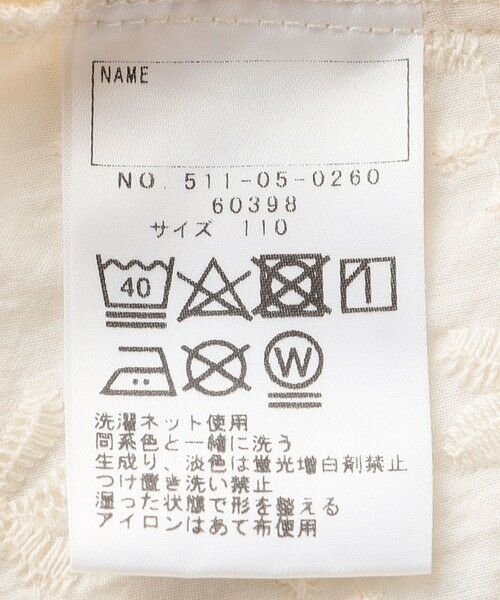 NAME
NO. 511-05-0260
60398
サイズ 110
40
W
洗濯ネット使用
同系色と一緒に洗う
生成り、淡色は蛍光増白剤禁止
つけ置き洗い禁止
湿った状態で形を整える
アイロンはあて布使用